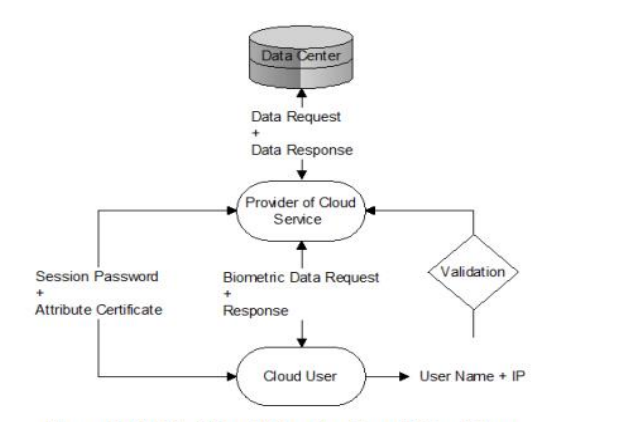 Data Center
Data Request
+
Data Response
Provider of Cloud
Service
Session Password
+
Attribute Certificate
Biometric Data Request
+
Response
Validation
Cloud User
User Name + IP